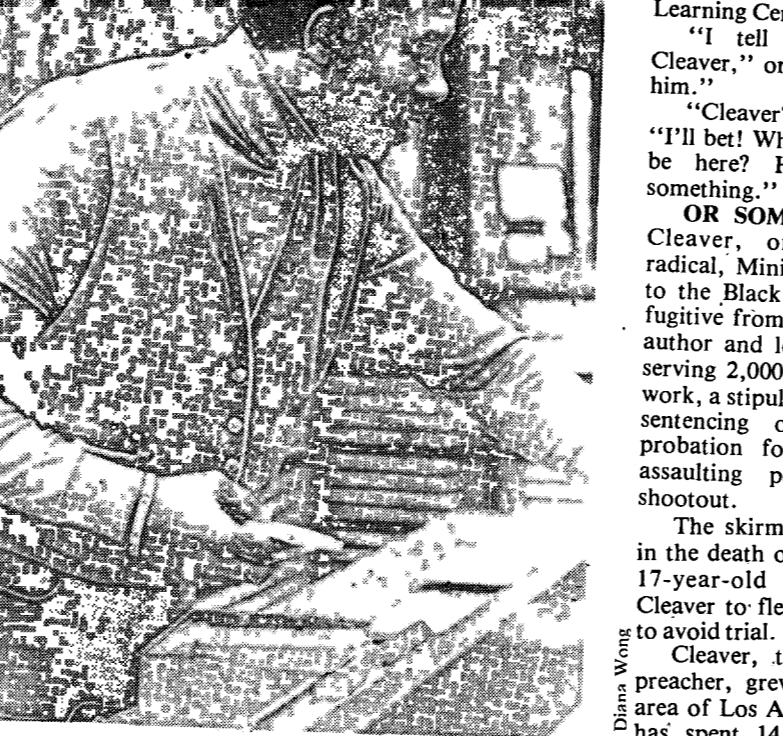 Learning Cer
"I tell
Cleaver," or
him."
"Cleaver?
"I'll bet! Wh
be here? H
something."
OR SOM
Cleaver, o
radical, Mini
to the Black
fugitive from
author and l
serving 2,000
work, a stipul
sentencing o
probation fo
assaulting p
shootout.
The skirm
in the death o
17-year-old
Cleaver to fle
to avoid trial.
Cleaver, t
preacher, grew
area of Los A
has spent 14
Diana Wong